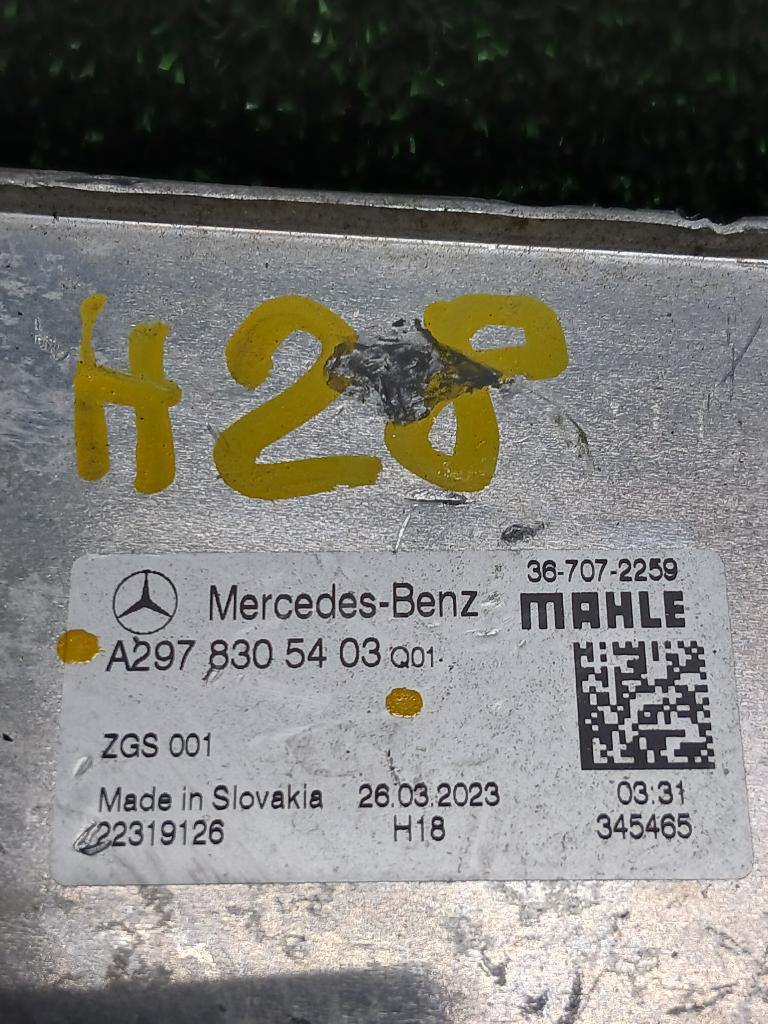 H28
36-707-2259
Mercedes-Benz MAHLE
A297 830 54 03 Q01
ZGS 001
Made in Slovakia 26.03.2023 03:31
22319126 H18 345465